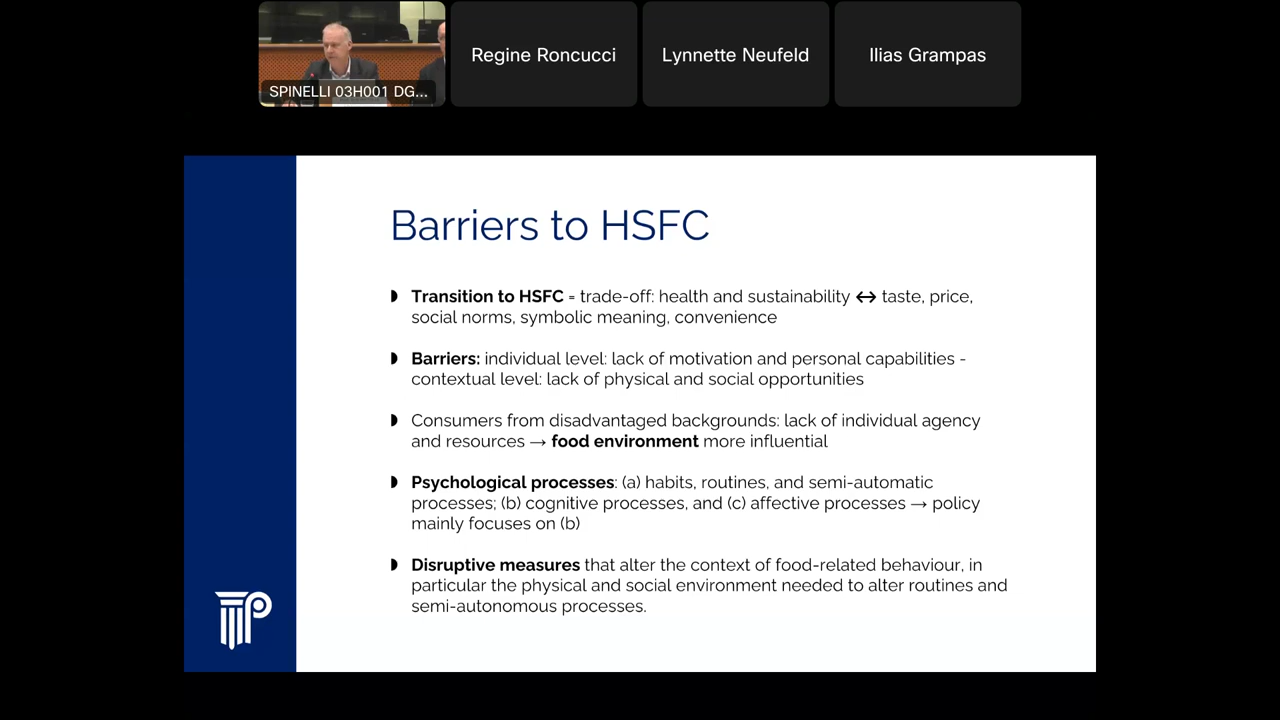 SPINELLI 03H001 DG...
Regine Roncucci
Lynnette Neufeld
Ilias Grampas
Barriers to HSFC
Transition to HSFC = trade-off: health and sustainability ↔ taste, price,
social norms, symbolic meaning, convenience
Barriers: individual level: lack of motivation and personal capabilities -
contextual level: lack of physical and social opportunities
Consumers from disadvantaged backgrounds: lack of individual agency
and resources → food environment more influential
Psychological processes: (a) habits, routines, and semi-automatic
processes; (b) cognitive processes, and (c) affective processes → policy
mainly focuses on (b)
Disruptive measures that alter the context of food-related behaviour, in
particular the physical and social environment needed to alter routines and
semi-autonomous processes.